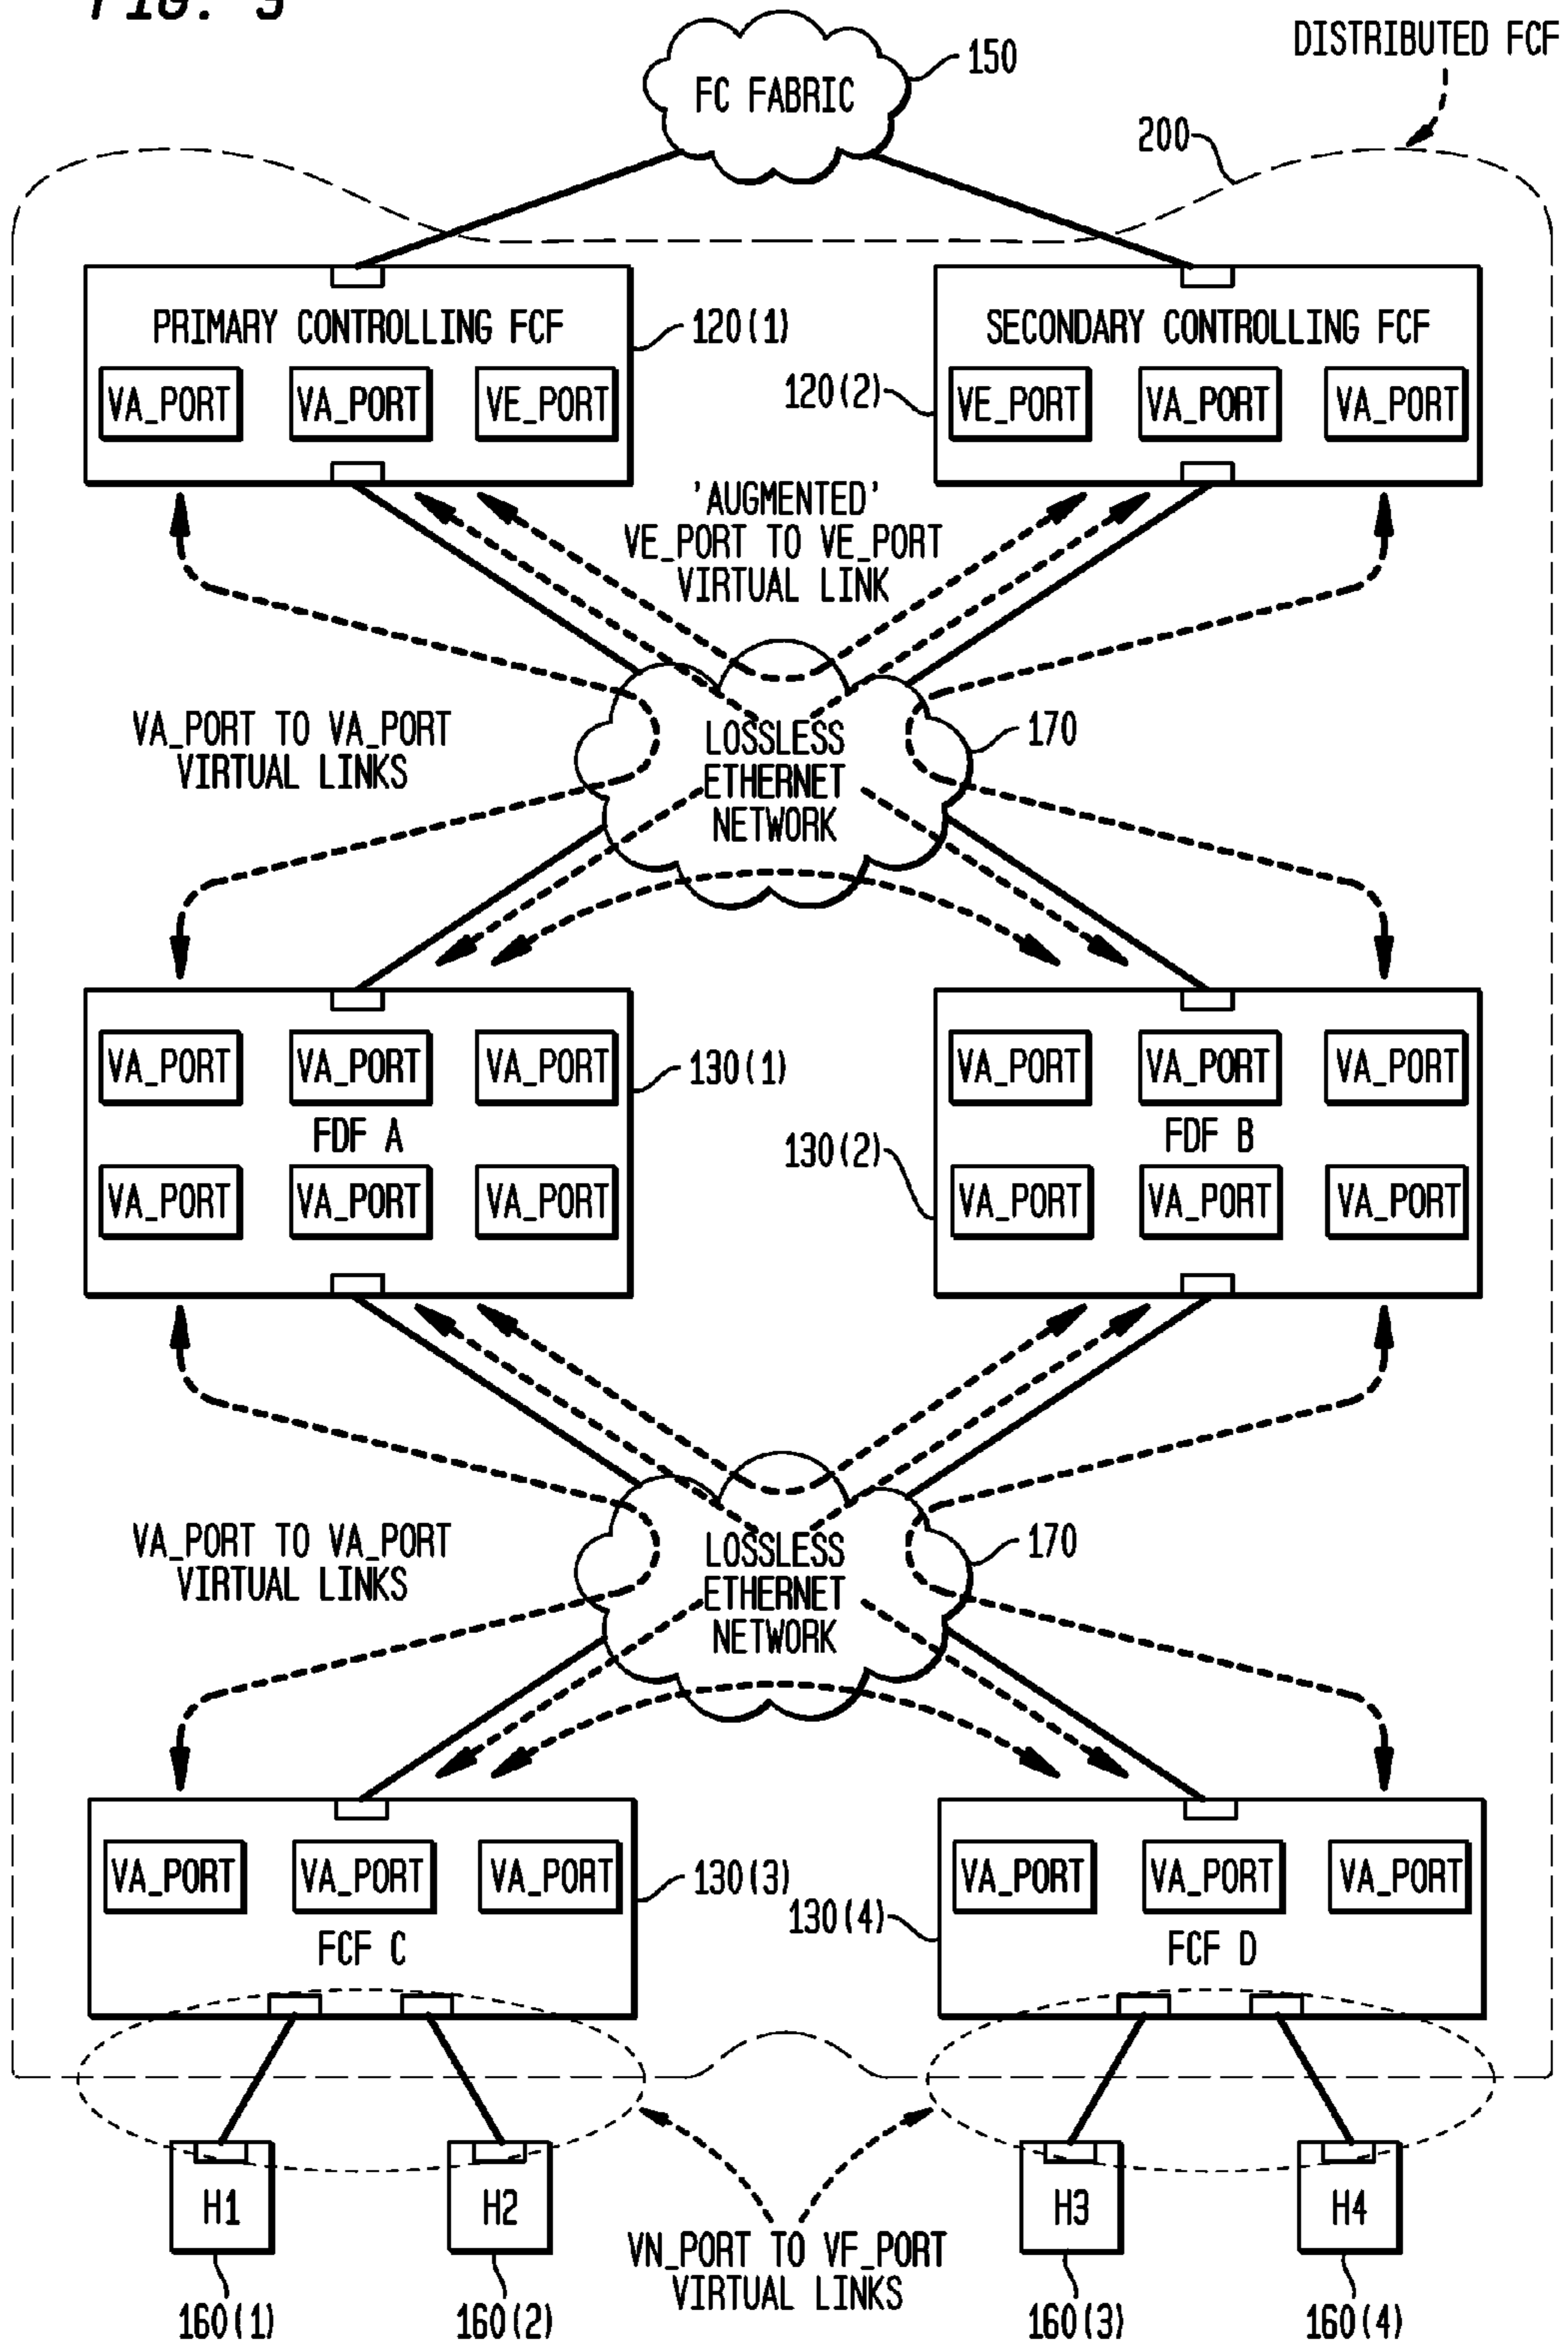 FIG. 3
150
DISTRIBUTED FCF
FC FABRIC
200
PRIMARY CONTROLLING FCF
120(1)
SECONDARY CONTROLLING FCF
VA_PORT VA_PORT VE_PORT
120(2)
VE_PORT VA_PORT VA_PORT
'AUGMENTED'
VE_PORT TO VE_PORT
VIRTUAL LINK
VA_PORT TO VA_PORT
VIRTUAL LINKS
LOSSLESS
ETHERNET
NETWORK
170
VA_PORT VA_PORT VA_PORT
130(1)
VA_PORT VA_PORT VA_PORT
FDF A
130(2)
FDF B
VA_PORT VA_PORT VA_PORT
VA_PORT VA_PORT VA_PORT
VA_PORT TO VA_PORT
VIRTUAL LINKS
LOSSLESS
ETHERNET
NETWORK
170
VA_PORT VA_PORT VA_PORT
130(3)
VA_PORT VA_PORT VA_PORT
130(4)
FCF C
FCF D
H1
H2
H3
H4
VN_PORT TO VF_PORT
VIRTUAL LINKS
160(1)
160(2)
160(3)
160(4)